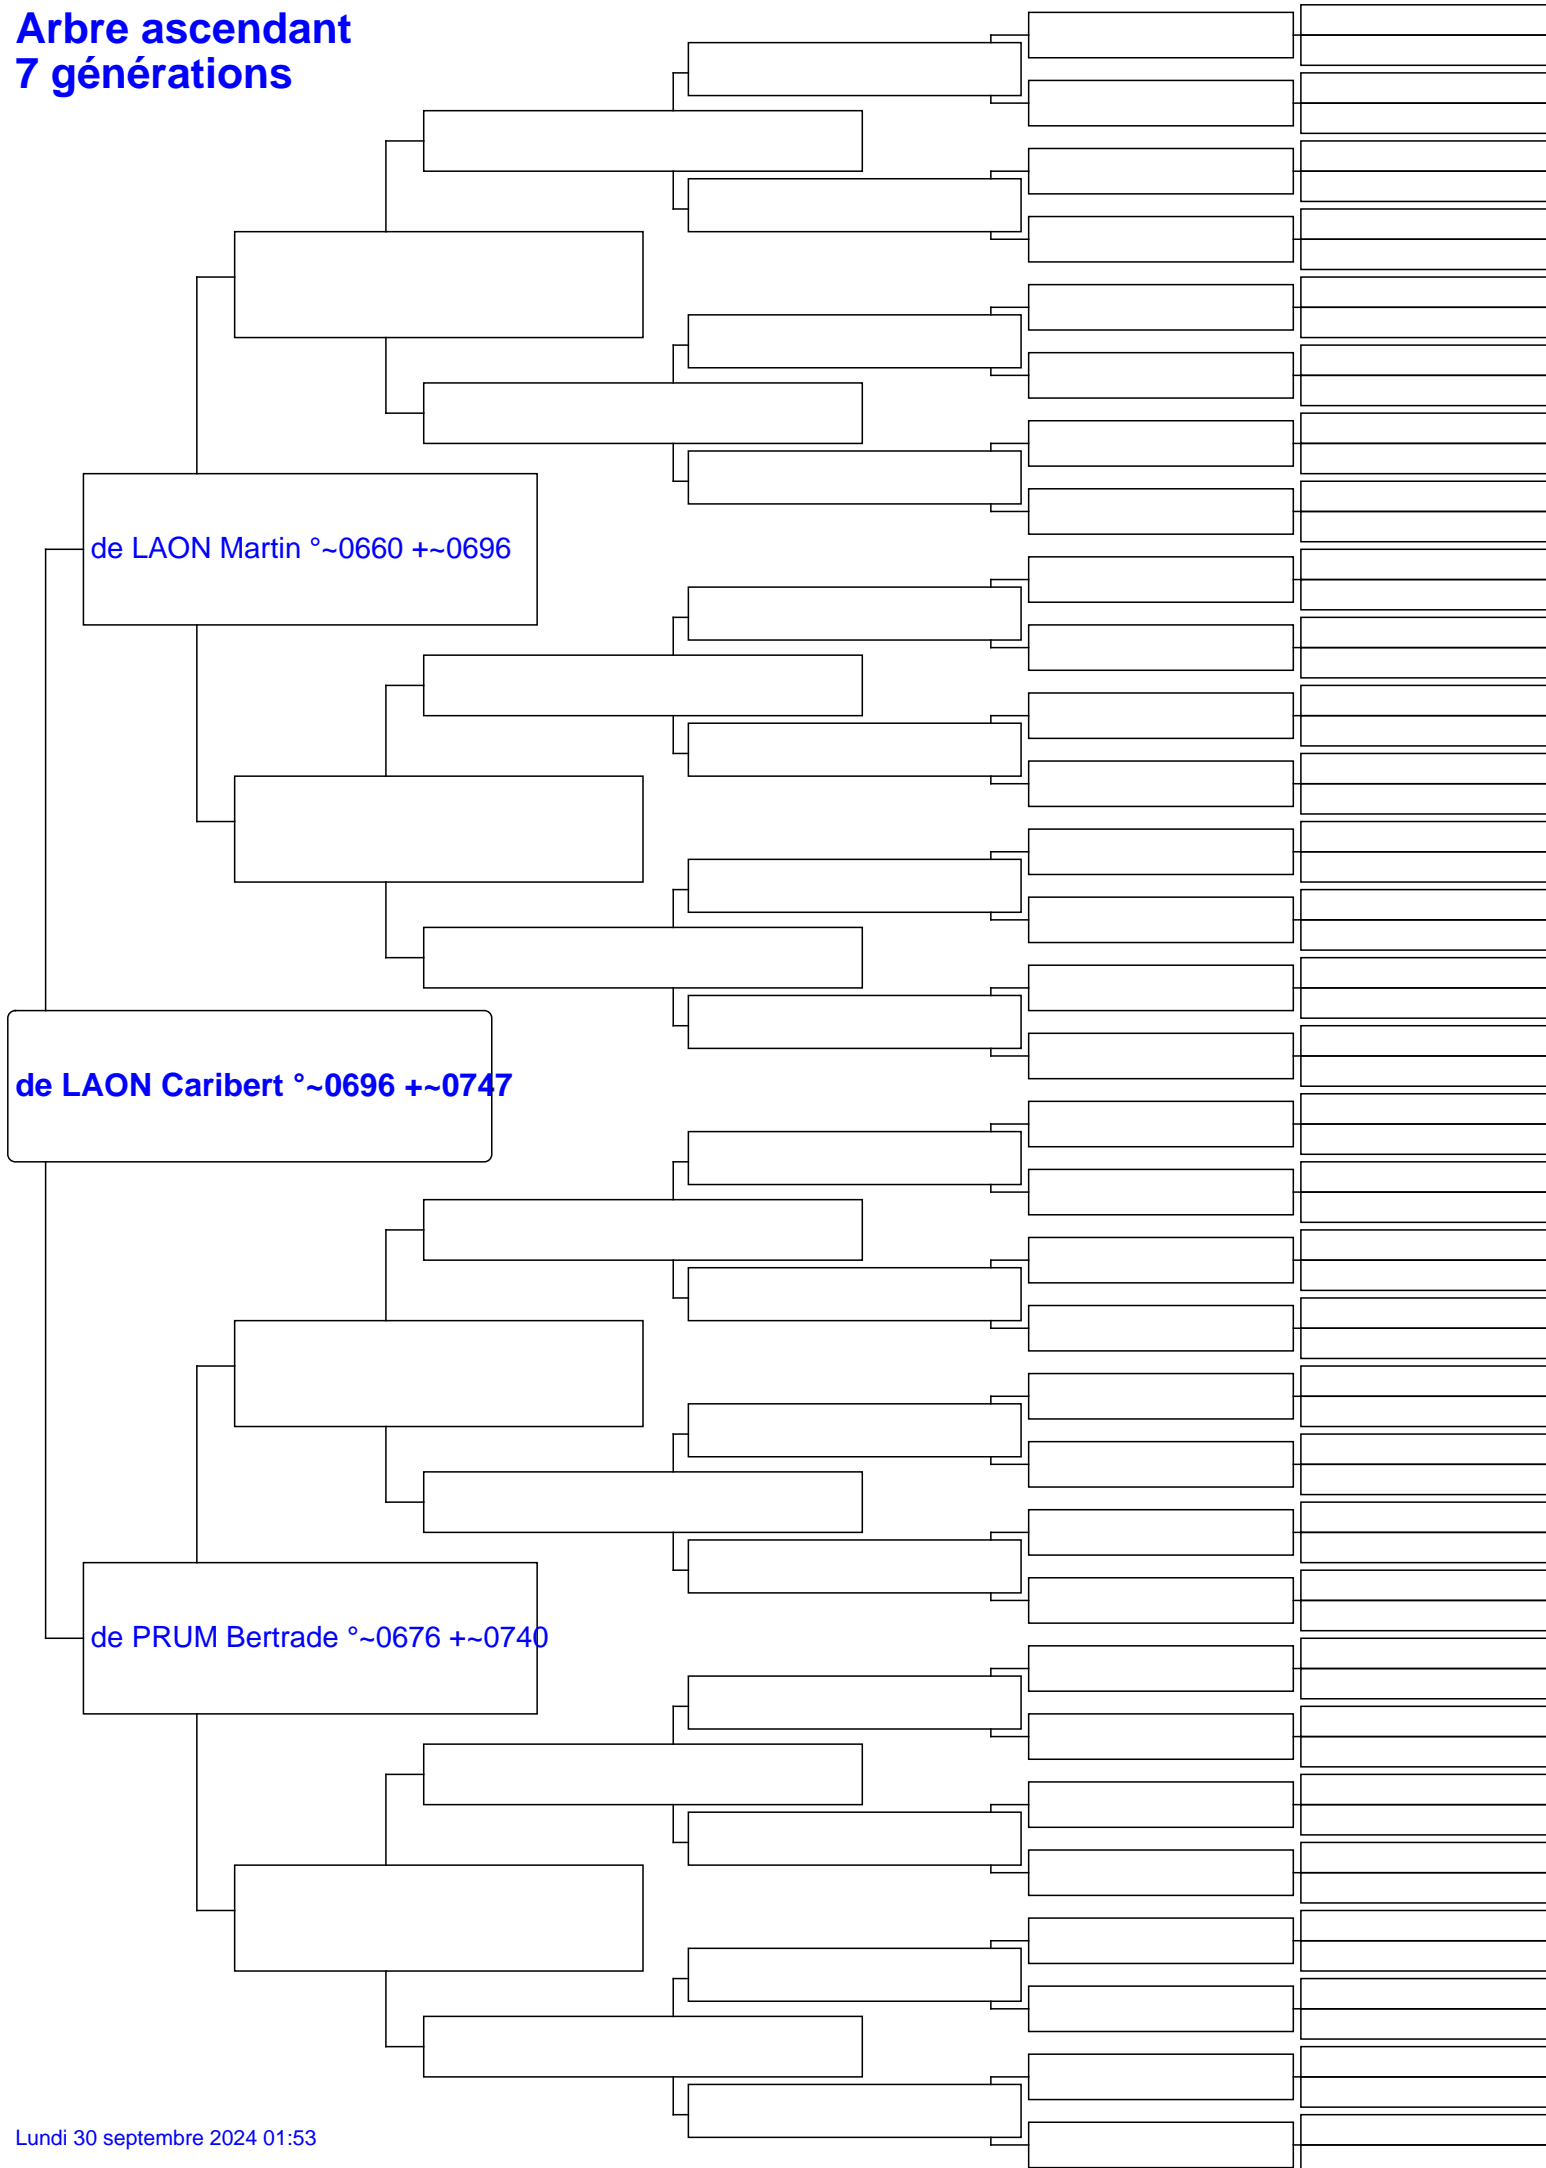 Arbre ascendant
7 générations
de LAON Martin °~0660 +~0696
de LAON Caribert °~0696 +~0747
de PRUM Bertrade °~0676 +~0740
Lundi 30 septembre 2024 01:53